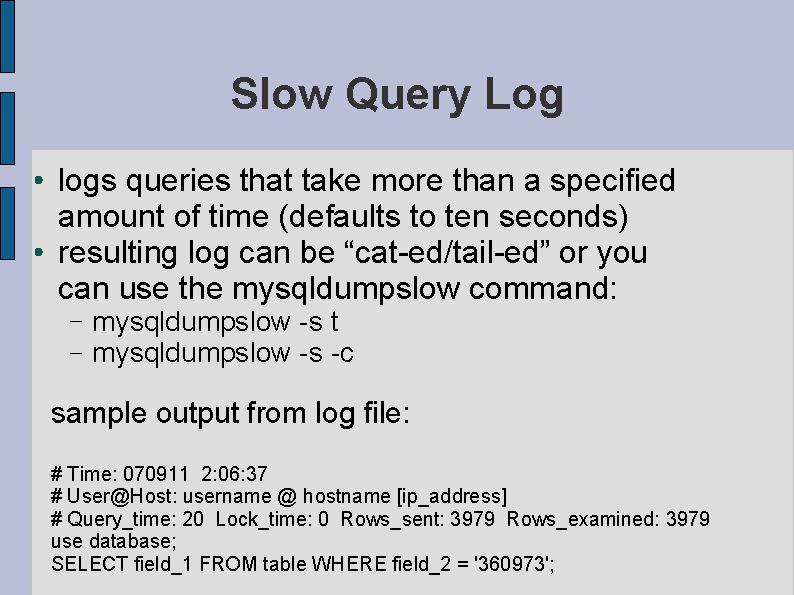 Slow Query Log
• logs queries that take more than a specified
amount of time (defaults to ten seconds)
• resulting log can be “cat-ed/tail-ed” or you
can use the mysqldumpslow command:
– mysqldumpslow -s t
– mysqldumpslow -s -c
sample output from log file:
# Time: 070911 2:06:37
# User@Host: username @ hostname [ip_address]
# Query_time: 20 Lock_time: 0 Rows_sent: 3979 Rows_examined: 3979
use database;
SELECT field_1 FROM table WHERE field_2 = '360973';